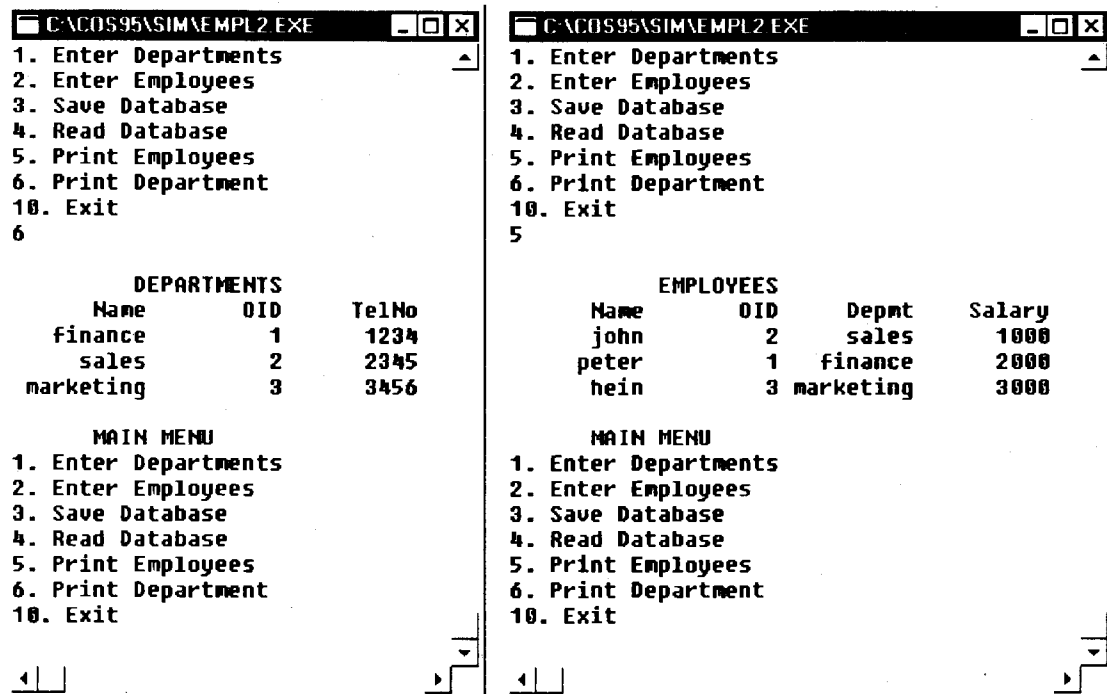 C:\COS95\SIM\EMPL2.EXE
1. Enter Departments
2. Enter Employees
3. Save Database
4. Read Database
5. Print Employees
6. Print Department
10. Exit
6
DEPARTMENTS
Name OID TelNo
finance 1 1234
sales 2 2345
marketing 3 3456
MAIN MENU
1. Enter Departments
2. Enter Employees
3. Save Database
4. Read Database
5. Print Employees
6. Print Department
10. Exit
C:\COS95\SIM\EMPL2.EXE
1. Enter Departments
2. Enter Employees
3. Save Database
4. Read Database
5. Print Employees
6. Print Department
10. Exit
5
EMPLOYEES
Name OID Depmt Salary
john 2 sales 1000
peter 1 finance 2000
hein 3 marketing 3000
MAIN MENU
1. Enter Departments
2. Enter Employees
3. Save Database
4. Read Database
5. Print Employees
6. Print Department
10. Exit